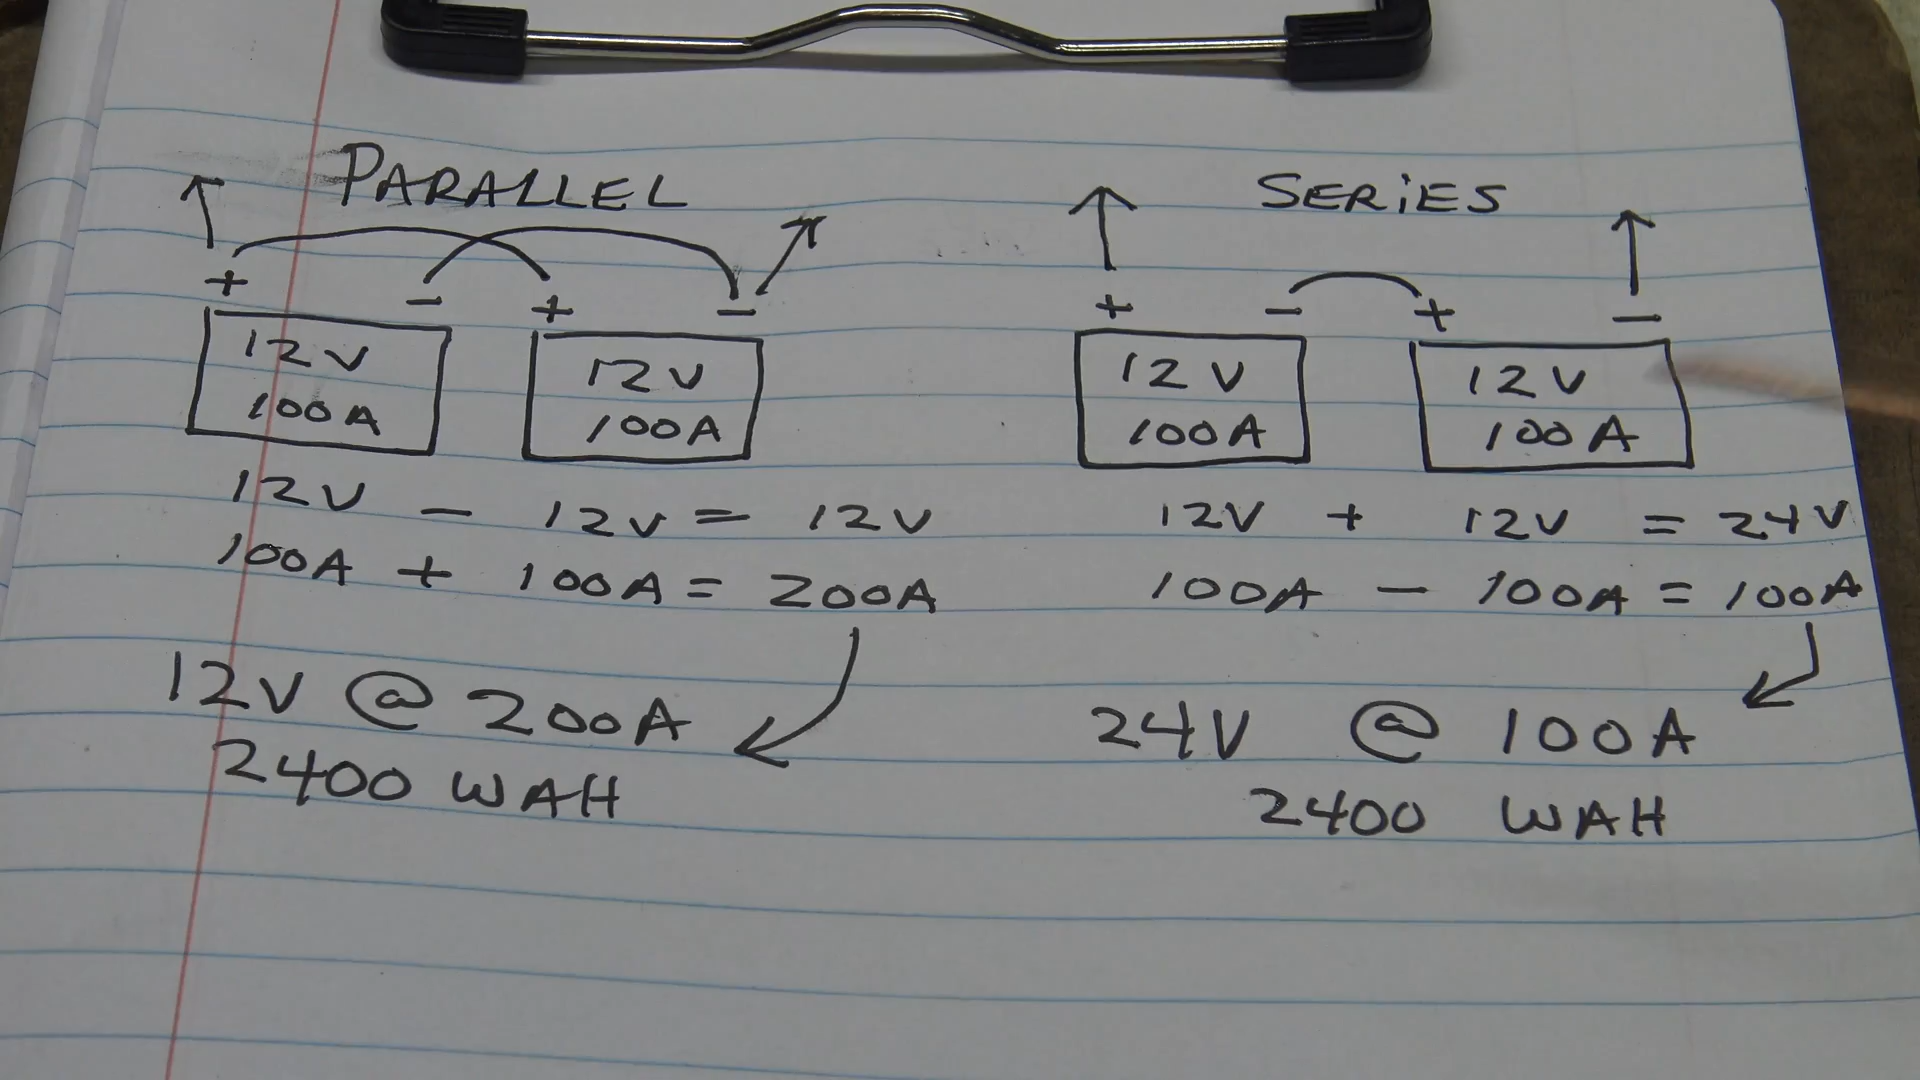 PARALLEL
+ - + -
12V 12V
100A 100A
12V - 12V = 12V
100A + 100A = 200A
12V @ 200A
2400 WAH
SERiES
+ - + -
12V 12V
100A 100A
12V + 12V = 24V
100A - 100A = 100A
24V @ 100A
2400 WAH